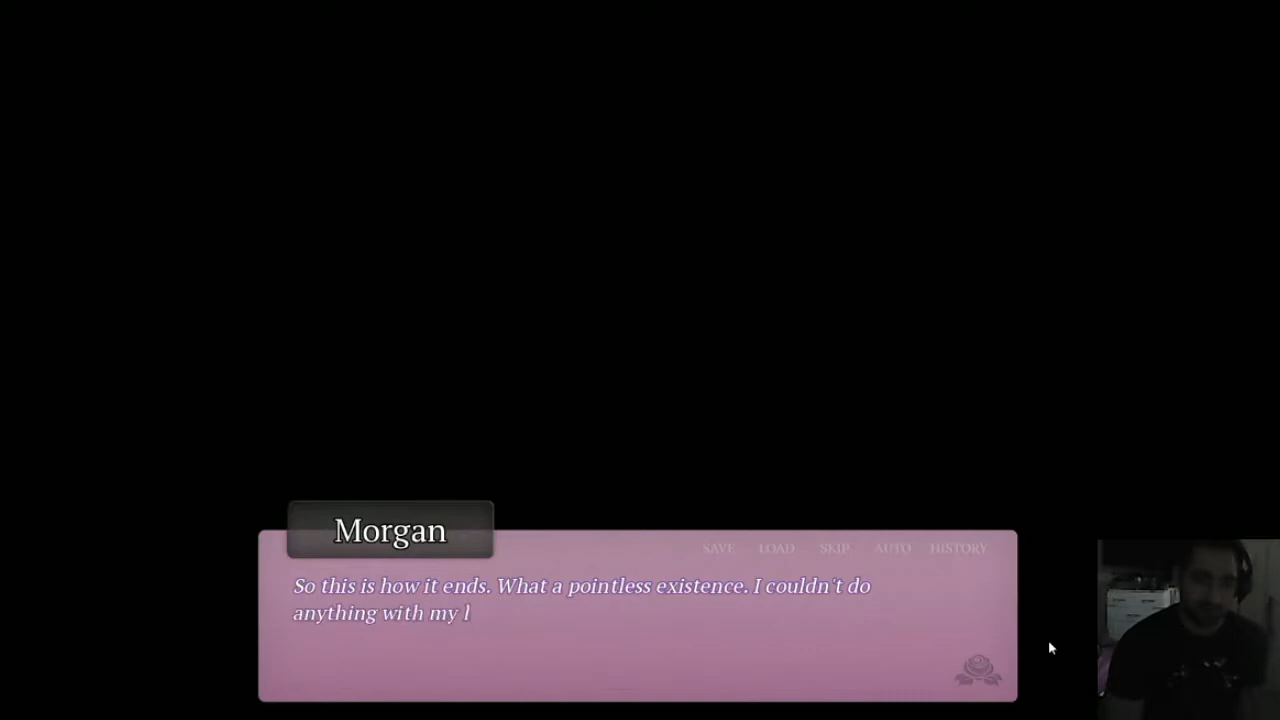 Morgan
SAVE LOAD SKIP AUTO HISTORY
So this is how it ends. What a pointless existence. I couldn't do
anything with my l